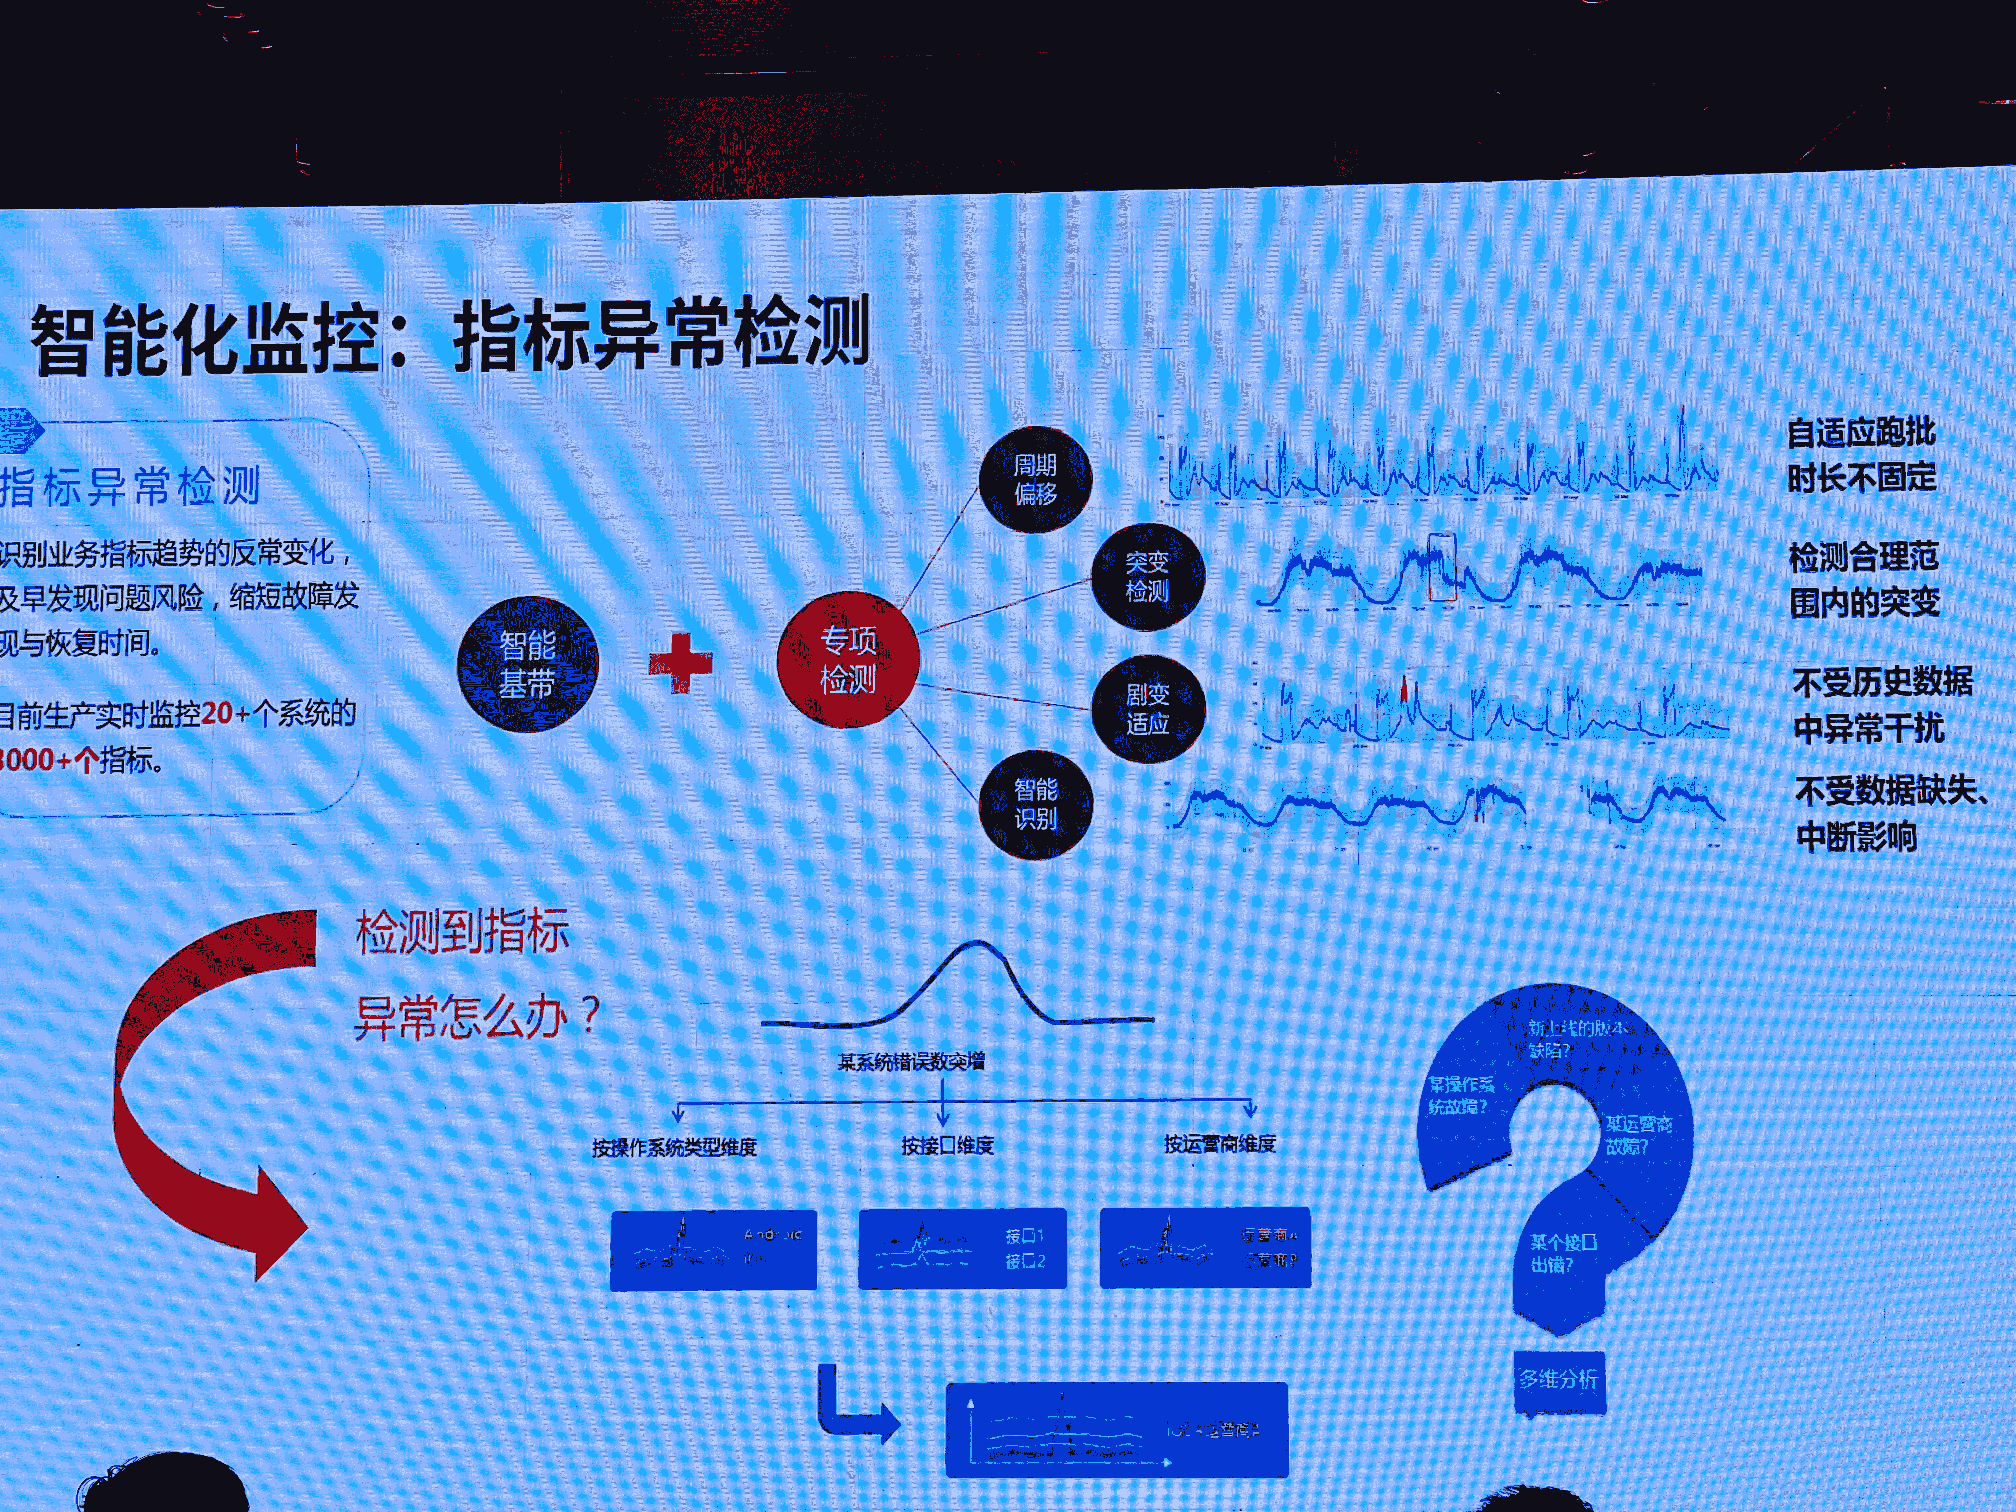 智能化监控：指标异常检测
指标异常检测
识别业务指标趋势的反常变化，
及早发现问题风险，缩短故障发
现与恢复时间。
目前生产实时监控20+个系统的
3000+个指标。
智能
基带
专项
检测
周期
偏移
突变
检测
剧变
适应
智能
识别
自适应跑批
时长不固定
检测合理范
围内的突变
不受历史数据
中异常干扰
不受数据缺失、
中断影响
检测到指标
异常怎么办？
某系统错误数突增
按操作系统类型维度
按接口维度
按运营商维度
接口1
接口2
新上线的版本
缺陷?
某操作系
统故障?
某运营商
故障?
某个接口
出错?
多维分析